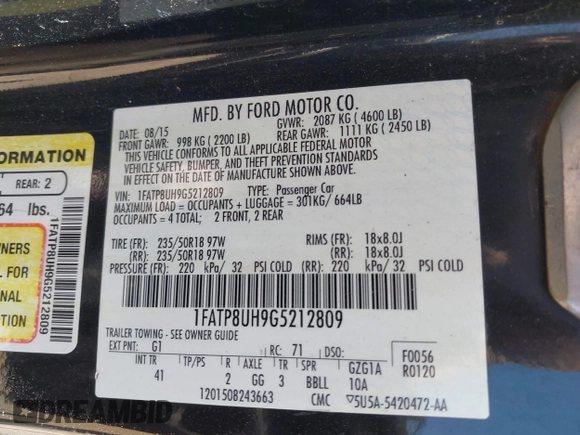 MFD. BY FORD MOTOR CO.
DATE: 08/15 GVWR: 2087 KG ( 4600 LB)
FRONT GAWR: 998 KG ( 2200 LB) REAR GAWR: 1111 KG ( 2450 LB)
THIS VEHICLE CONFORMS TO ALL APPLICABLE FEDERAL MOTOR
VEHICLE SAFETY, BUMPER, AND THEFT PREVENTION STANDARDS
IN EFFECT ON THE DATE OF MANUFACTURE SHOWN ABOVE.
VIN: 1FATP8UH9G5212809 TYPE: Passenger Car
MAXIMUM LOAD = OCCUPANTS + LUGGAGE = 301KG/ 664LB
OCCUPANTS = 4 TOTAL: 2 FRONT, 2 REAR
TIRE (FR): 235/50R18 97W RIMS (FR): 18x8.0J
(RR): 235/50R18 97W (RR): 18x8.0J
PRESSURE (FR): 220 kPa/ 32 PSI COLD (RR): 220 kPa/ 32 PSI COLD
1FATP8UH9G5212809
TRAILER TOWING - SEE OWNER GUIDE
EXT PNT: G1 RC: 71 DSO: F0056
INT TR TP/PS R AXLE TR SPR GZG1A R0120
41 2 GG 3 BBLL 10A
1201508243663 CMC 5U5A-5420472-AA
ORMATION
REAR: 2
64 lbs.
WNERS
L FOR
ONAL
TION
1FATP8UH9G5212809
DREAMBID